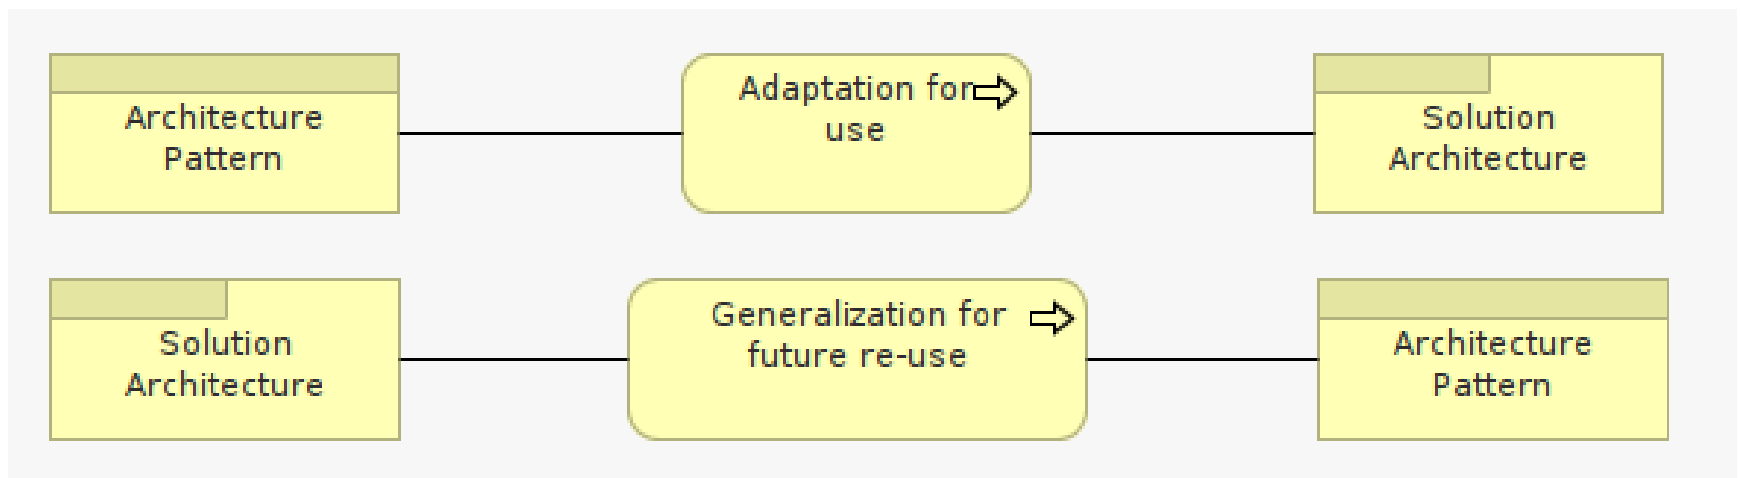 Architecture
Pattern
Adaptation for
use
Solution
Architecture
Solution
Architecture
Generalization for
future re-use
Architecture
Pattern